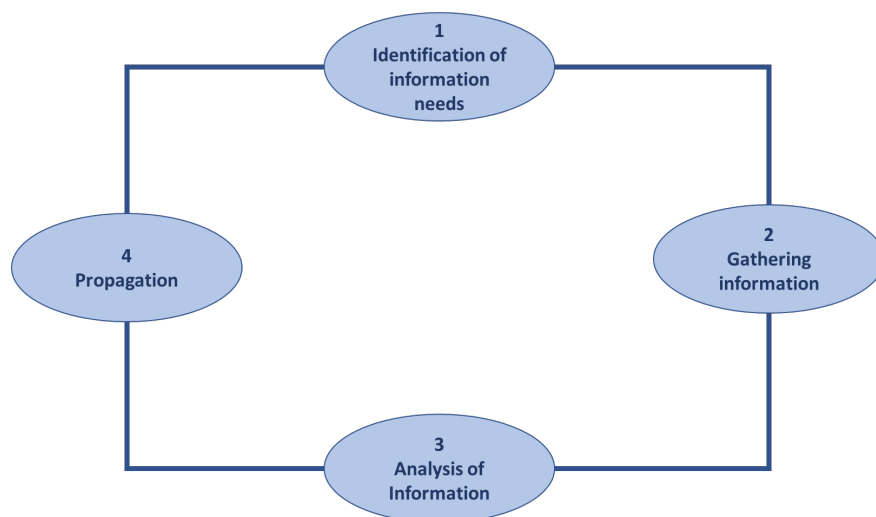 1
Identification of
information
needs
2
Gathering
information
3
Analysis of
Information
4
Propagation